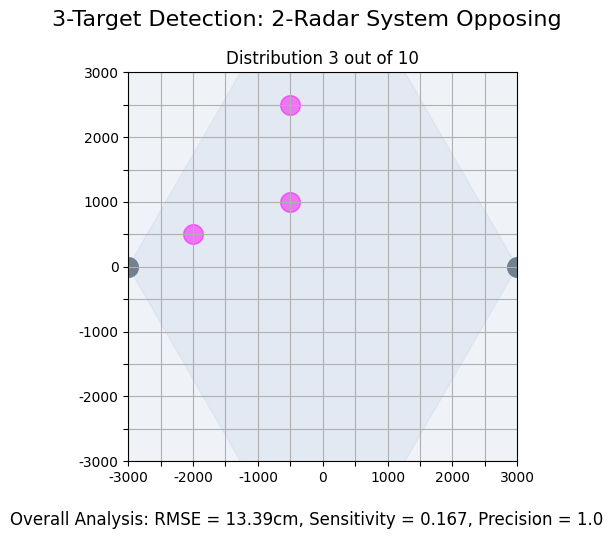 3-Target Detection: 2-Radar System Opposing
Distribution 3 out of 10
3000
2000
1000
0
-1000
-2000
-3000
-3000 -2000 -1000 0 1000 2000 3000
Overall Analysis: RMSE = 13.39cm, Sensitivity = 0.167, Precision = 1.0